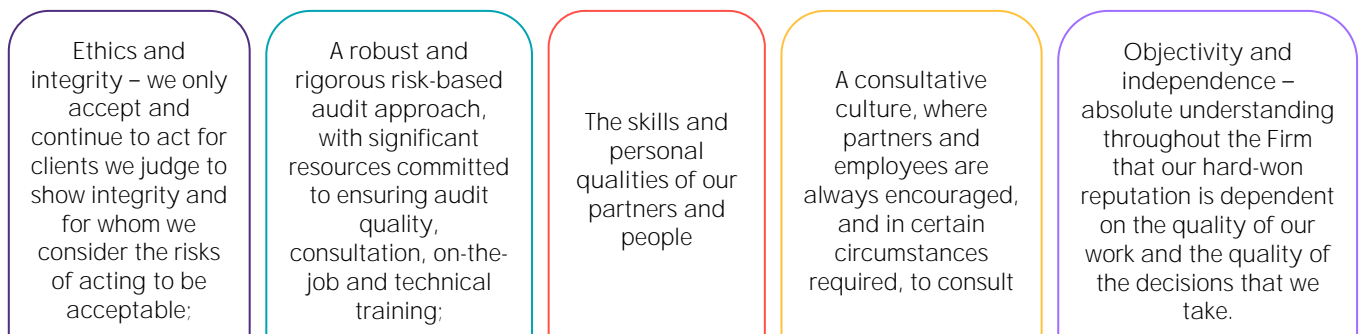 Ethics and
integrity – we only
accept and
continue to act for
clients we judge to
show integrity and
for whom we
consider the risks
of acting to be
acceptable;
A robust and
rigorous risk-based
audit approach,
with significant
resources committed
to ensuring audit
quality,
consultation, on-the-
job and technical
training;
The skills and
personal
qualities of our
partners and
people
A consultative
culture, where
partners and
employees are
always encouraged,
and in certain
circumstances
required, to consult
Objectivity and
independence –
absolute understanding
throughout the Firm
that our hard-won
reputation is dependent
on the quality of our
work and the quality of
the decisions that we
take.